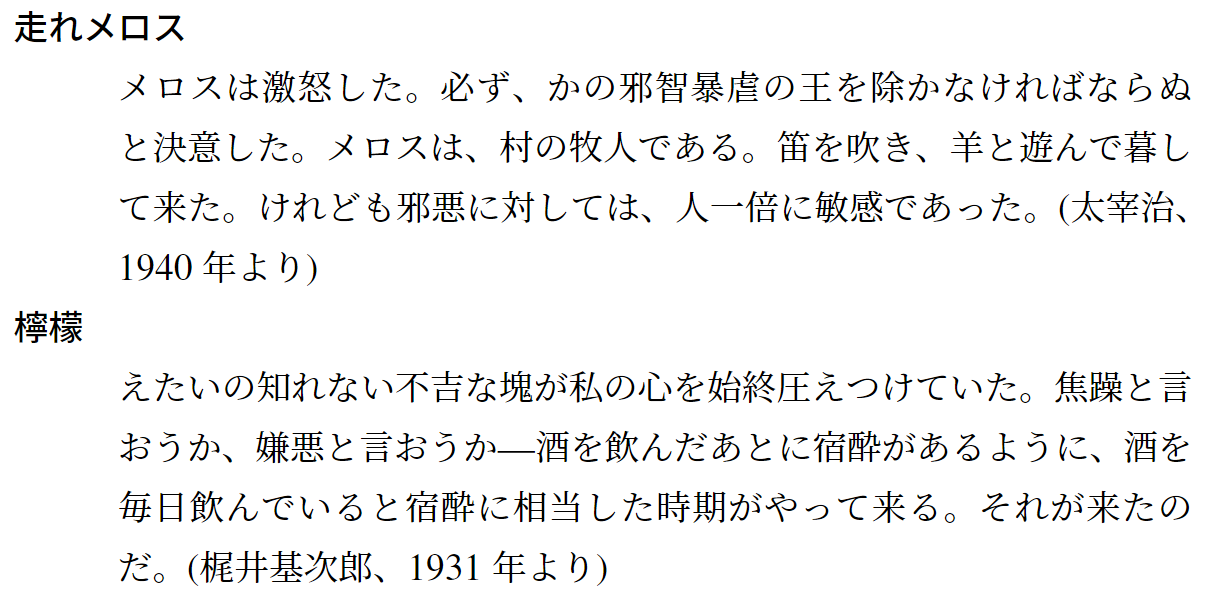 走れメロス
メロスは激怒した。必ず、かの邪智暴虐の王を除かなければならぬ
と決意した。メロスは、村の牧人である。笛を吹き、羊と遊んで暮し
て来た。けれども邪悪に対しては、人一倍に敏感であった。(太宰治、
1940 年より)
檸檬
えたいの知れない不吉な塊が私の心を始終圧えつけていた。焦躁と言
おうか、嫌悪と言おうか—酒を飲んだあとに宿酔があるように、酒を
毎日飲んでいると宿酔に相当した時期がやって来る。それが来たの
だ。(梶井基次郎、1931 年より)